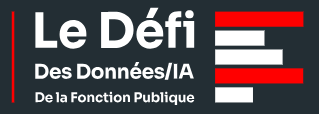 Le Défi
Des Données/IA
De la Fonction Publique